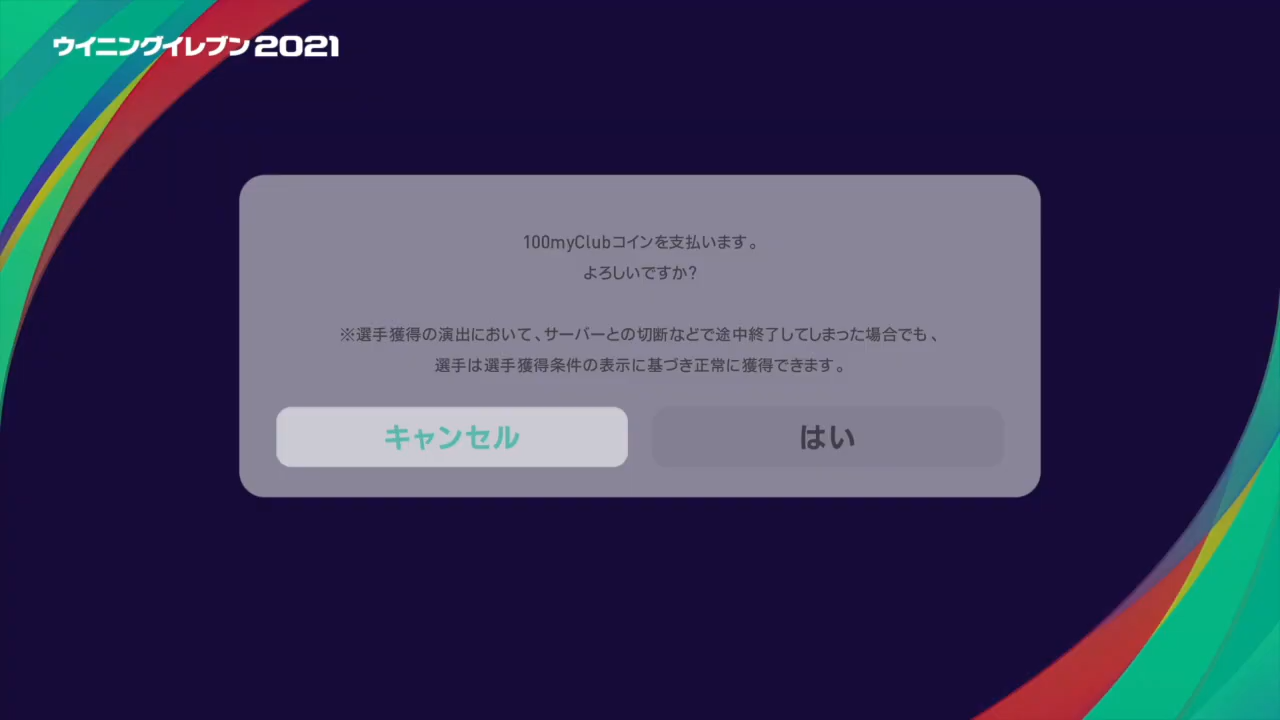 ウイニングイレブン2021
100myClubコインを支払います。
よろしいですか?
※選手獲得の演出において、サーバーとの切断などで途中終了してしまった場合でも、
選手は選手獲得条件の表示に基づき正常に獲得できます。
キャンセル
はい